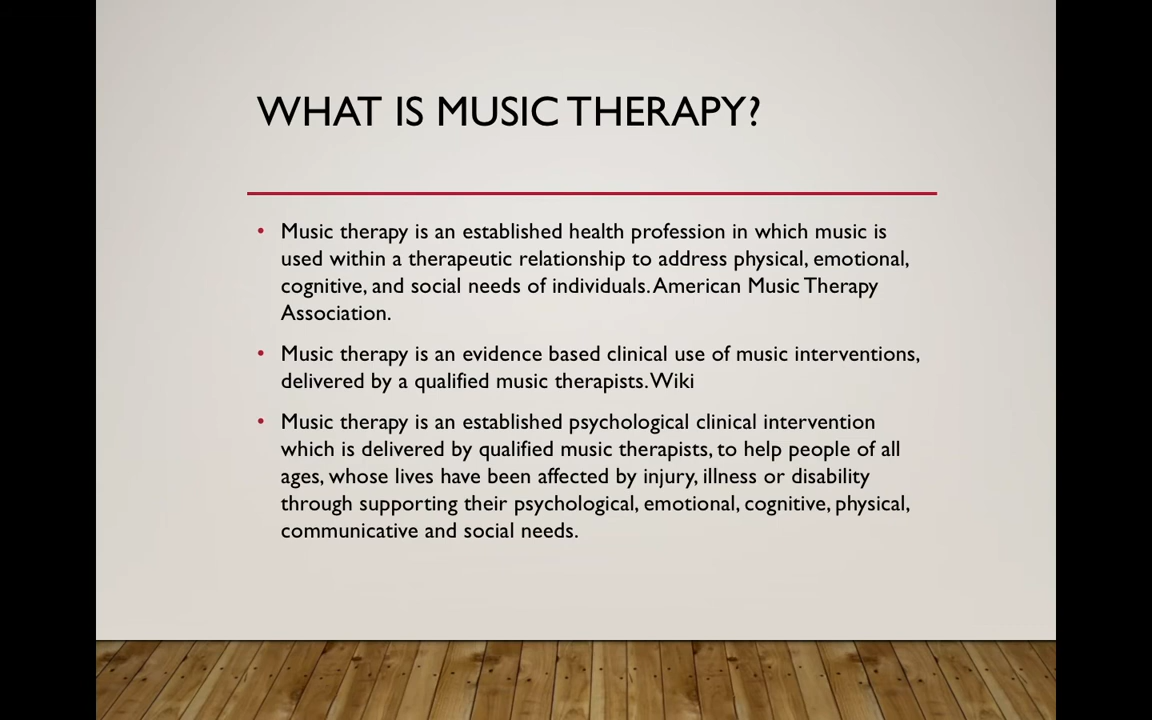 WHAT IS MUSIC THERAPY?
• Music therapy is an established health profession in which music is
used within a therapeutic relationship to address physical, emotional,
cognitive, and social needs of individuals. American Music Therapy
Association.
• Music therapy is an evidence based clinical use of music interventions,
delivered by a qualified music therapists. Wiki
• Music therapy is an established psychological clinical intervention
which is delivered by qualified music therapists, to help people of all
ages, whose lives have been affected by injury, illness or disability
through supporting their psychological, emotional, cognitive, physical,
communicative and social needs.